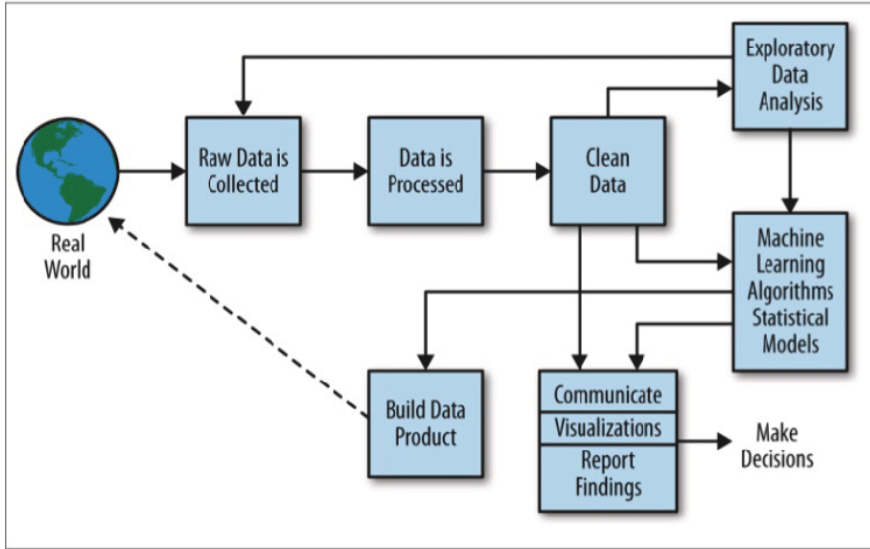 Exploratory
Data
Analysis
Raw Data is
Collected
Data is
Processed
Clean
Data
Real
World
Machine
Learning
Algorithms
Statistical
Models
Build Data
Product
Communicate
Visualizations
Report
Findings
Make
Decisions